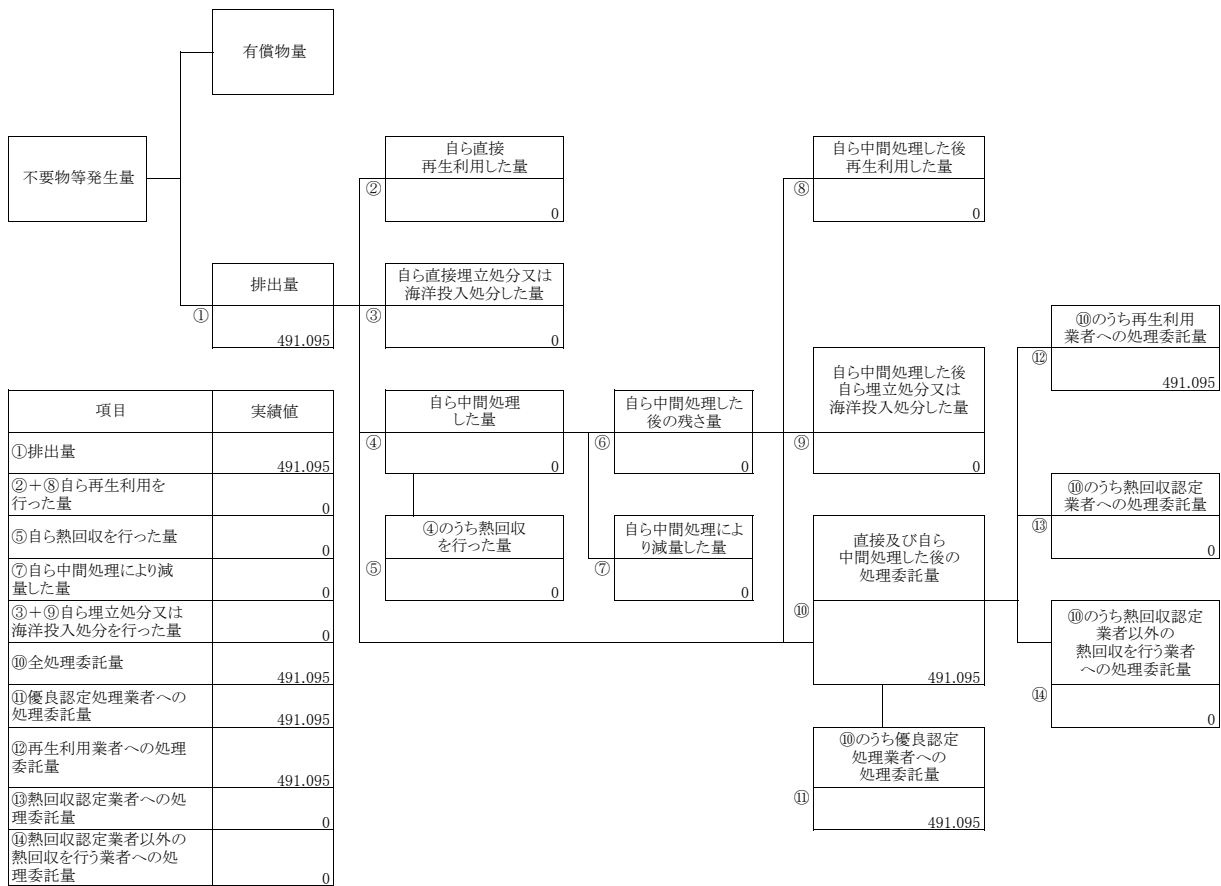 有償物量
不要物等発生量
自ら直接
再生利用した量
②
0
自ら中間処理した後
再生利用した量
⑧
0
排出量
①
491.095
自ら直接埋立処分又は
海洋投入処分した量
③
0
⑩のうち再生利用
業者への処理委託量
⑫
491.095
自ら中間処理
した量
④
0
自ら中間処理した
後の残さ量
⑥
0
自ら中間処理した後
自ら埋立処分又は
海洋投入処分した量
⑨
0
⑩のうち熱回収認定
業者への処理委託量
⑬
0
④のうち熱回収
を行った量
⑤
0
自ら中間処理によ
り減量した量
⑦
0
直接及び自ら
中間処理した後の
処理委託量
⑩
491.095
⑩のうち熱回収認定
業者以外の
熱回収を行う業者
への処理委託量
⑭
0
⑩のうち優良認定
処理業者への
処理委託量
⑪
491.095
項目 実績値
①排出量
491.095
②+⑧自ら再生利用を
行った量
0
⑤自ら熱回収を行った量
0
⑦自ら中間処理により減
量した量
0
③+⑨自ら埋立処分又は
海洋投入処分を行った量
0
⑩全処理委託量
491.095
⑪優良認定処理業者への
処理委託量
491.095
⑫再生利用業者への処理
委託量
491.095
⑬熱回収認定業者への処
理委託量
0
⑭熱回収認定業者以外の
熱回収を行う業者への処
理委託量
0